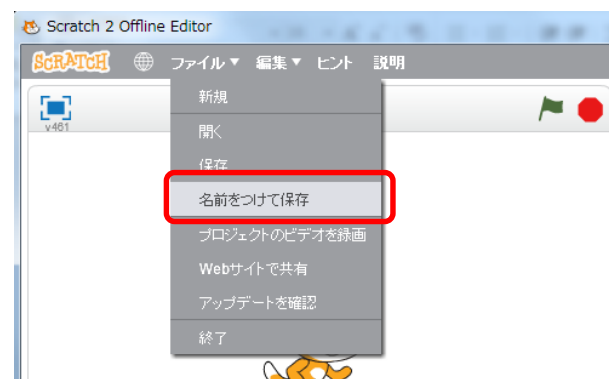 Scratch 2 Offline Editor
SCRATCH ファイル▼ 編集▼ ヒント 説明
v461
新規
開く
保存
名前をつけて保存
プロジェクトのビデオを録画
Webサイトで共有
アップデートを確認
終了